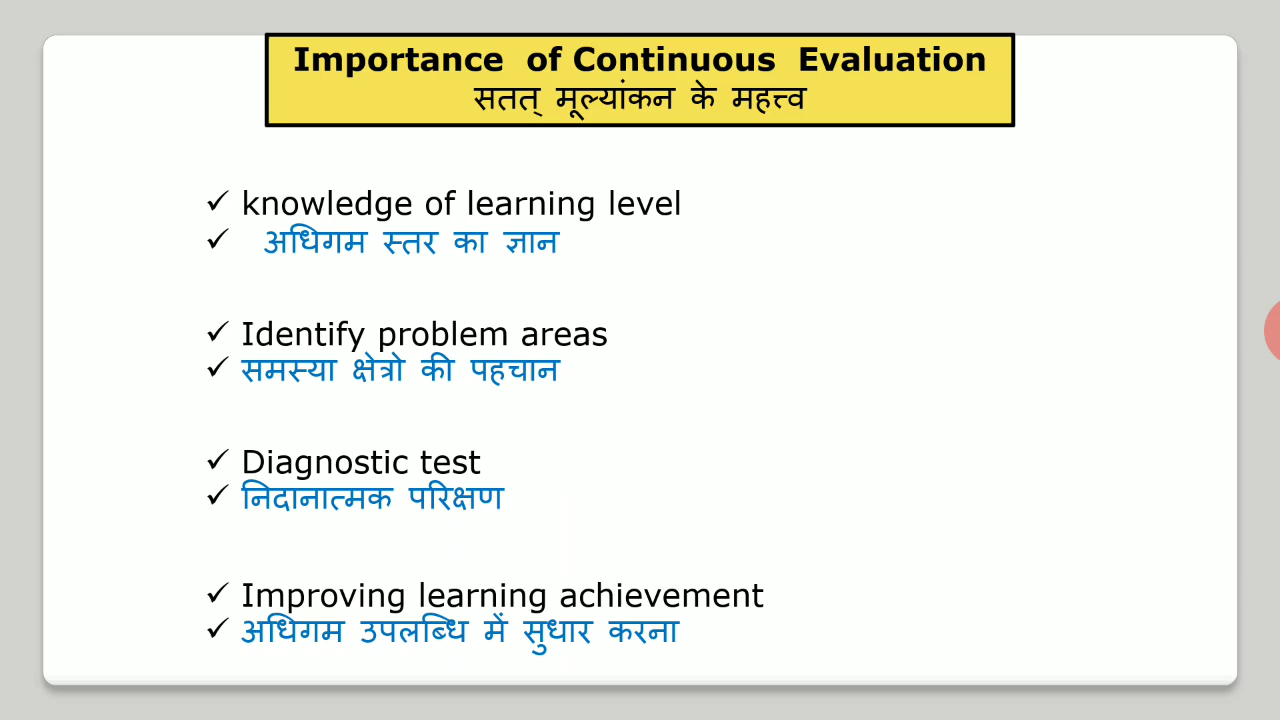 Importance of Continuous Evaluation
सतत् मूल्यांकन के महत्त्व
✓ knowledge of learning level
✓ अधिगम स्तर का ज्ञान
✓ Identify problem areas
✓ समस्या क्षेत्रो की पहचान
✓ Diagnostic test
✓ निदानात्मक परिक्षण
✓ Improving learning achievement
✓ अधिगम उपलब्धि में सुधार करना